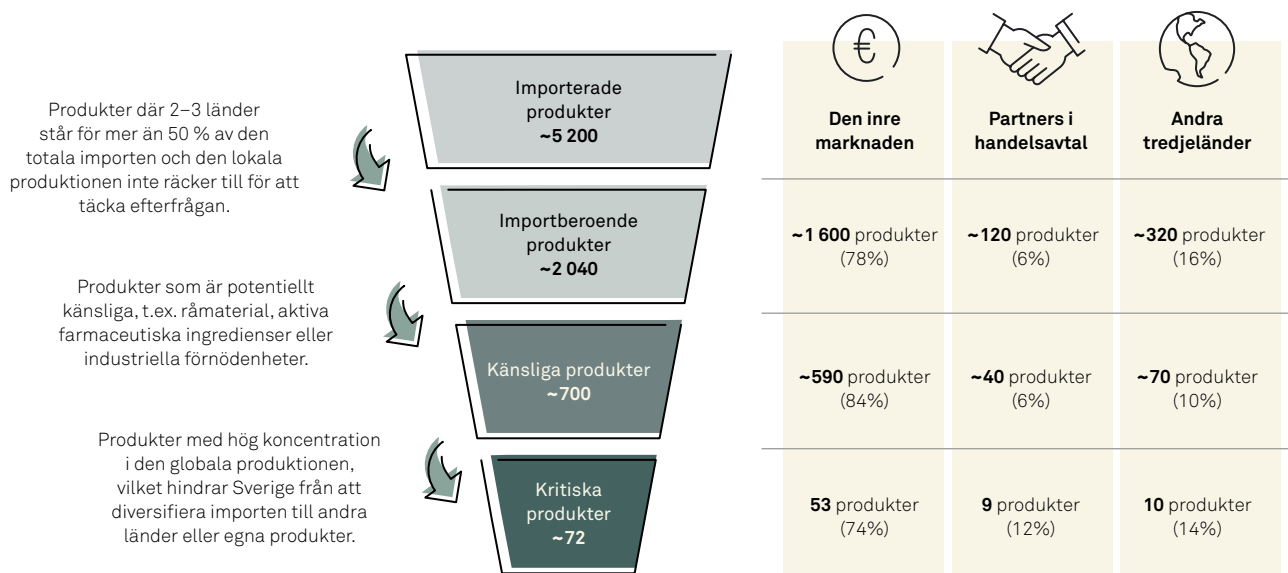 Produkter där 2–3 länder
står för mer än 50 % av den
totala importen och den lokala
produktionen inte räcker till för att
täcka efterfrågan.
Produkter som är potentiellt
känsliga, t.ex. råmaterial, aktiva
farmaceutiska ingredienser eller
industriella förnödenheter.
Produkter med hög koncentration
i den globala produktionen,
vilket hindrar Sverige från att
diversifiera importen till andra
länder eller egna produkter.
Importerade
produkter
~5 200
Importberoende
produkter
~2 040
Känsliga produkter
~700
Kritiska
produkter
~72
€
Den inre
marknaden
Partners i
handelsavtal
Andra
tredjeländer
~1 600 produkter
(78%)
~120 produkter
(6%)
~320 produkter
(16%)
~590 produkter
(84%)
~40 produkter
(6%)
~70 produkter
(10%)
53 produkter
(74%)
9 produkter
(12%)
10 produkter
(14%)